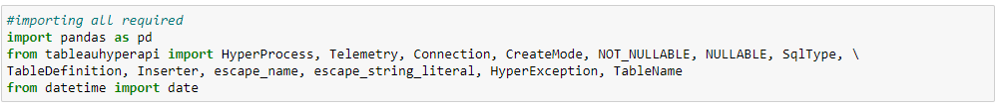 #importing all required
import pandas as pd
from tableauhyperapi import HyperProcess, Telemetry, Connection, CreateMode, NOT_NULLABLE, NULLABLE, SqlType, \
TableDefinition, Inserter, escape_name, escape_string_literal, HyperException, TableName
from datetime import date